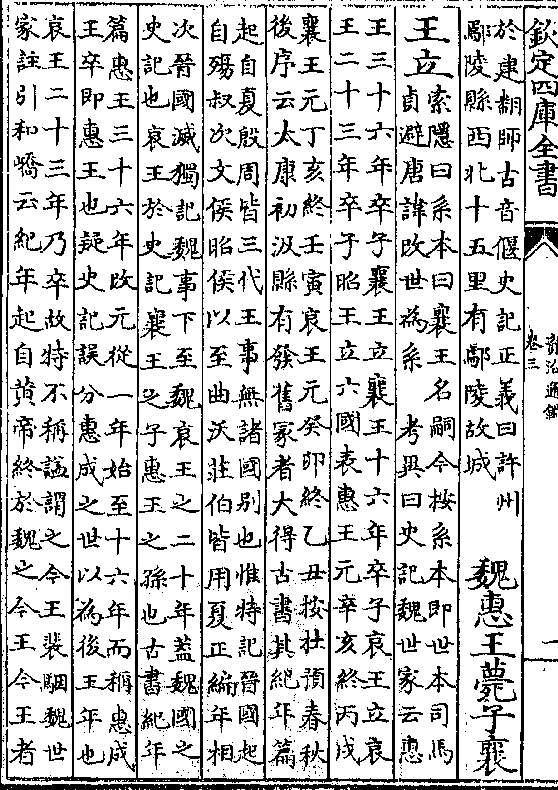 欽定四庫全書
資治通鑑
卷三
一
於建翻師古音偃史記正義曰許州
鄢陵縣西北十五里有鄢陵故城
魏惠王薨子襄
王立
索隱曰系本曰襄王名嗣今按系本即世本司馬
貞避唐諱改世為系 考異曰史記魏世家云惠
王三十六年卒子襄王立襄王十六年卒子哀王立哀
王二十三年卒子昭王立六國表惠王元辛亥終丙戌
襄王元丁亥終壬寅哀王元癸卯終乙丑按杜預春秋
後序云太康初汲縣有發舊冢者大得古書其紀年篇
起自夏殷周皆三代王事無諸國别也惟特記晉國起
自殤叔次文侯昭侯以至曲沃莊伯皆用夏正編年相
次晉國滅獨記魏事下至魏哀王之二十年蓋魏國之
史記也哀王於史記襄王之子惠王之孫也古書紀年
篇惠王三十六年改元從一年始至十六年而稱惠成
王卒即惠王也疑史記誤分惠成之世以為後王年也
哀王二十三年乃卒故特不稱諡謂之今王裴駰魏世
家註引和嶠云紀年起自黄帝終於魏之今王今王者